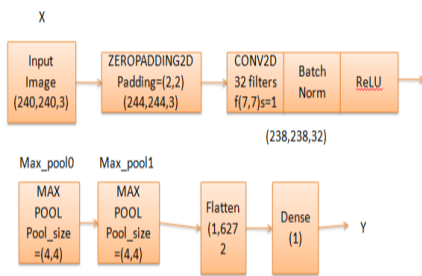 X
Input
Image
(240,240,3)
ZEROPADDING2D
Padding=(2,2)
(244,244,3)
CONV2D
32 filters
f(7,7)s=1
Batch
Norm
ReLU
(238,238,32)
Max_pool0
Max_pool1
MAX
POOL
Pool_size
=(4,4)
MAX
POOL
Pool_size
=(4,4)
Flatten
(1,627
2
Dense
(1)
Y